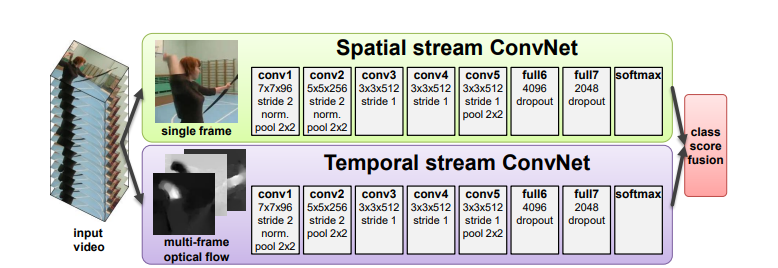 Spatial stream ConvNet
conv1
7x7x96
stride 2
norm.
pool 2x2
conv2
5x5x256
stride 2
norm.
pool 2x2
conv3
3x3x512
stride 1
conv4
3x3x512
stride 1
conv5
3x3x512
stride 1
pool 2x2
full6
4096
dropout
full7
2048
dropout
softmax
single frame
Temporal stream ConvNet
conv1
7x7x96
stride 2
norm.
pool 2x2
conv2
5x5x256
stride 2
pool 2x2
conv3
3x3x512
stride 1
conv4
3x3x512
stride 1
conv5
3x3x512
stride 1
pool 2x2
full6
4096
dropout
full7
2048
dropout
softmax
multi-frame
optical flow
input
video
class
score
fusion